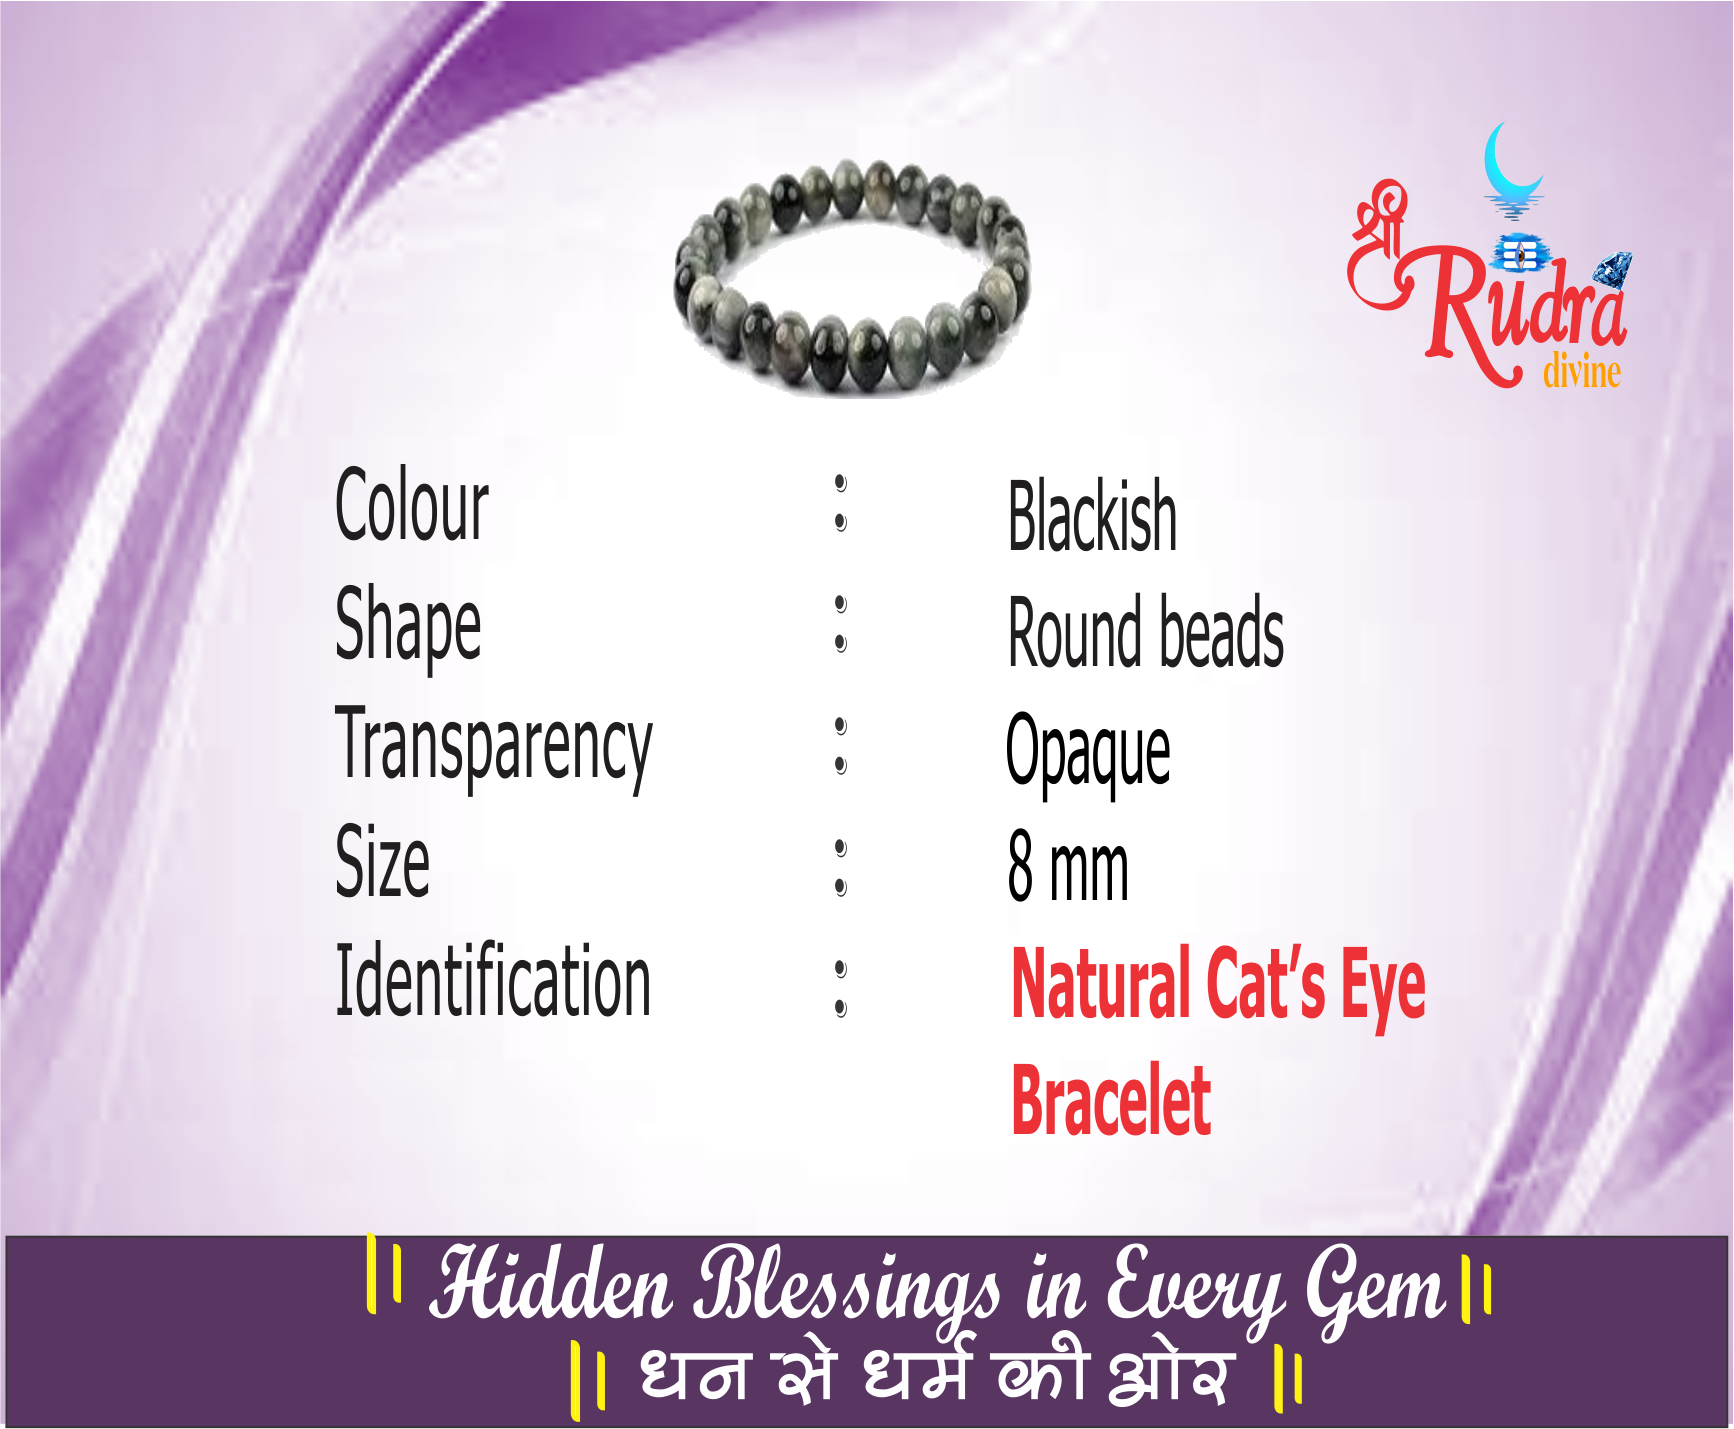 श्री Rudra
divine
Colour : Blackish
Shape : Round beads
Transparency : Opaque
Size : 8 mm
Identification : Natural Cat’s Eye
Bracelet
|| Hidden Blessings in Every Gem ||
|| धन से धर्म की ओर ||